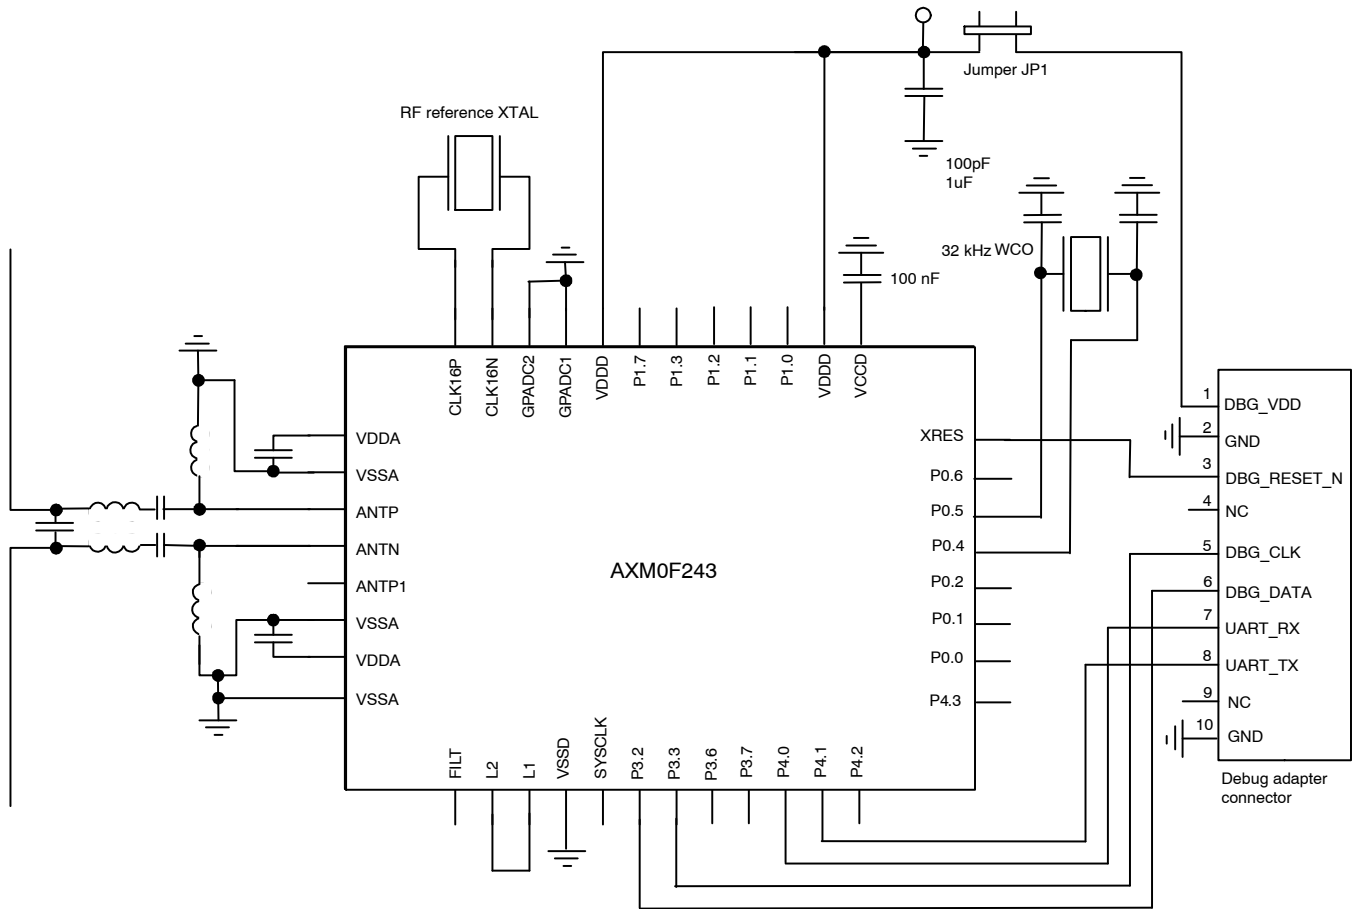 Jumper JP1
RF reference XTAL
100pF
1uF
32 kHz WCO
100 nF
CLK16P
CLK16N
GPADC2
GPADC1
VDDD
P1.7
P1.3
P1.2
P1.1
P1.0
VDDD
VCCD
VDDA
VSSA
ANTP
ANTN
ANTP1
VSSA
VDDA
VSSA
AXM0F243
XRES
P0.6
P0.5
P0.4
P0.2
P0.1
P0.0
P4.3
FILT
L2
L1
VSSD
SYSCLK
P3.2
P3.3
P3.6
P3.7
P4.0
P4.1
P4.2
1 DBG_VDD
2 GND
3 DBG_RESET_N
4 NC
5 DBG_CLK
6 DBG_DATA
7 UART_RX
8 UART_TX
9 NC
10 GND
Debug adapter
connector